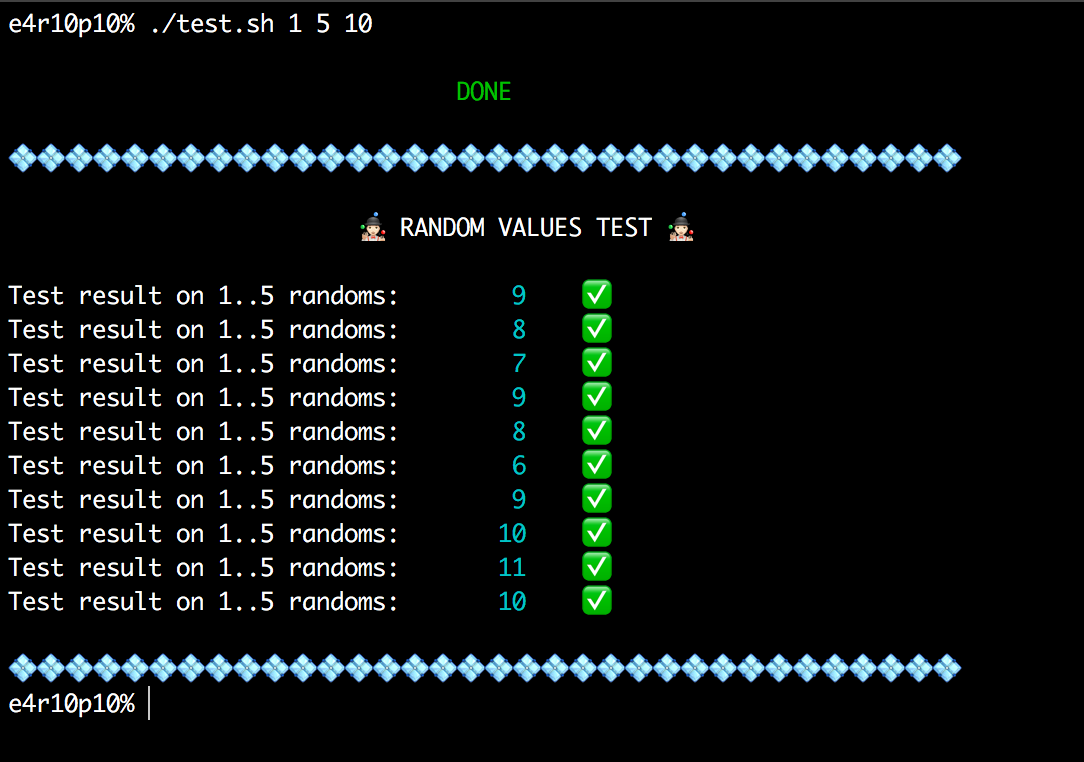 e4r10p10% ./test.sh 1 5 10
DONE
💠💠💠💠💠💠💠💠💠💠💠💠💠💠💠💠💠💠💠💠💠💠💠💠💠💠💠💠💠💠💠💠💠💠
🤹🏻 RANDOM VALUES TEST 🤹🏻
Test result on 1..5 randoms: 9 ✅
Test result on 1..5 randoms: 8 ✅
Test result on 1..5 randoms: 7 ✅
Test result on 1..5 randoms: 9 ✅
Test result on 1..5 randoms: 8 ✅
Test result on 1..5 randoms: 6 ✅
Test result on 1..5 randoms: 9 ✅
Test result on 1..5 randoms: 10 ✅
Test result on 1..5 randoms: 11 ✅
Test result on 1..5 randoms: 10 ✅
💠💠💠💠💠💠💠💠💠💠💠💠💠💠💠💠💠💠💠💠💠💠💠💠💠💠💠💠💠💠💠💠💠💠
e4r10p10%